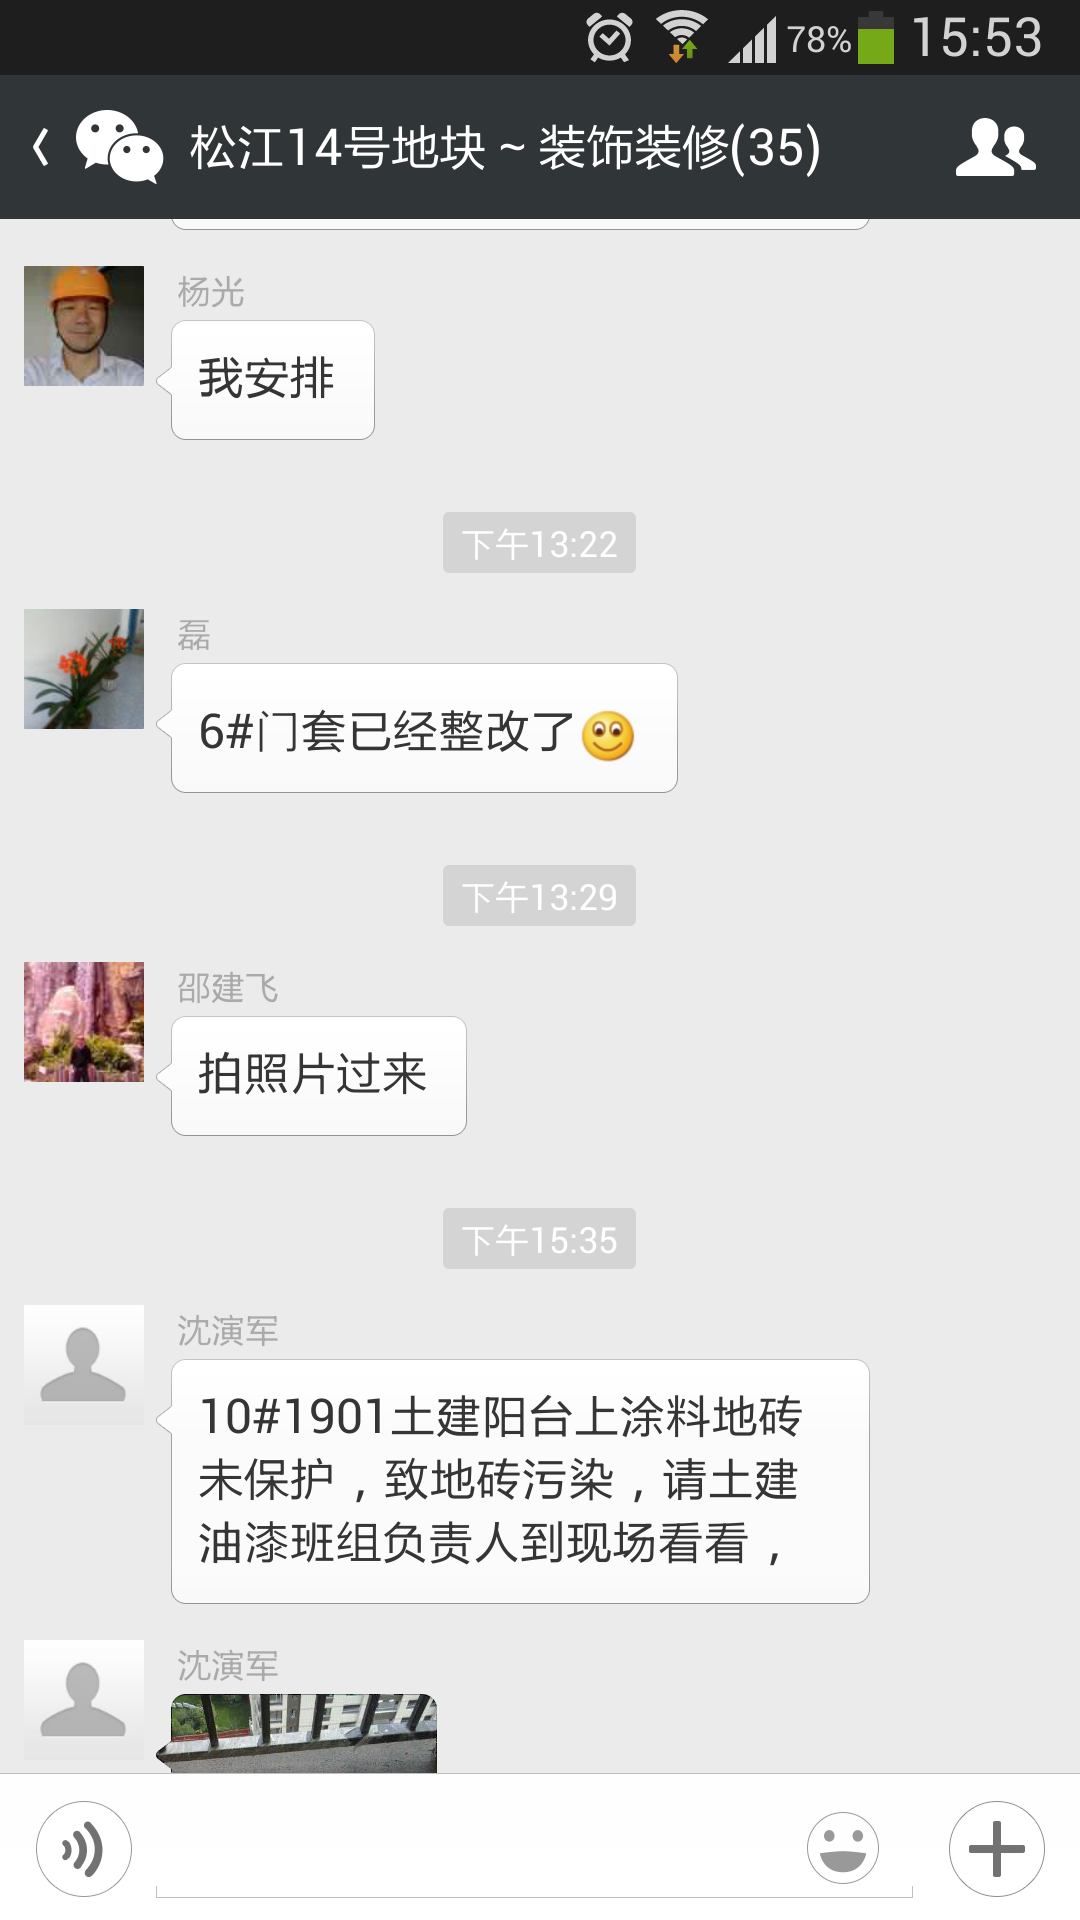 78% 15:53
松江14号地块 ~ 装饰装修(35)
杨光
我安排
下午13:22
磊
6#门套已经整改了
下午13:29
邵建飞
拍照片过来
下午15:35
沈演军
10#1901土建阳台上涂料地砖
未保护，致地砖污染，请土建
油漆班组负责人到现场看看，
沈演军